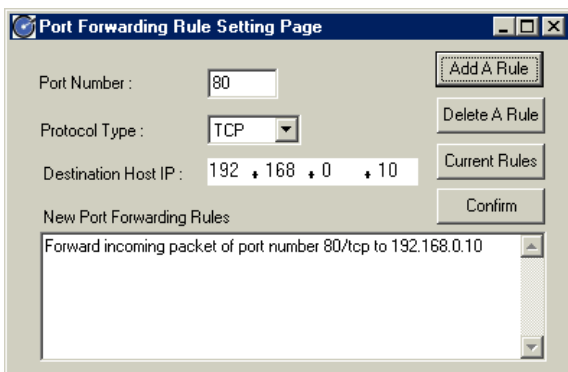 Port Forwarding Rule Setting Page
Port Number :
80
Add A Rule
Protocol Type :
TCP
Delete A Rule
Destination Host IP :
192 . 168 . 0 . 10
Current Rules
New Port Forwarding Rules
Confirm
Forward incoming packet of port number 80/tcp to 192.168.0.10